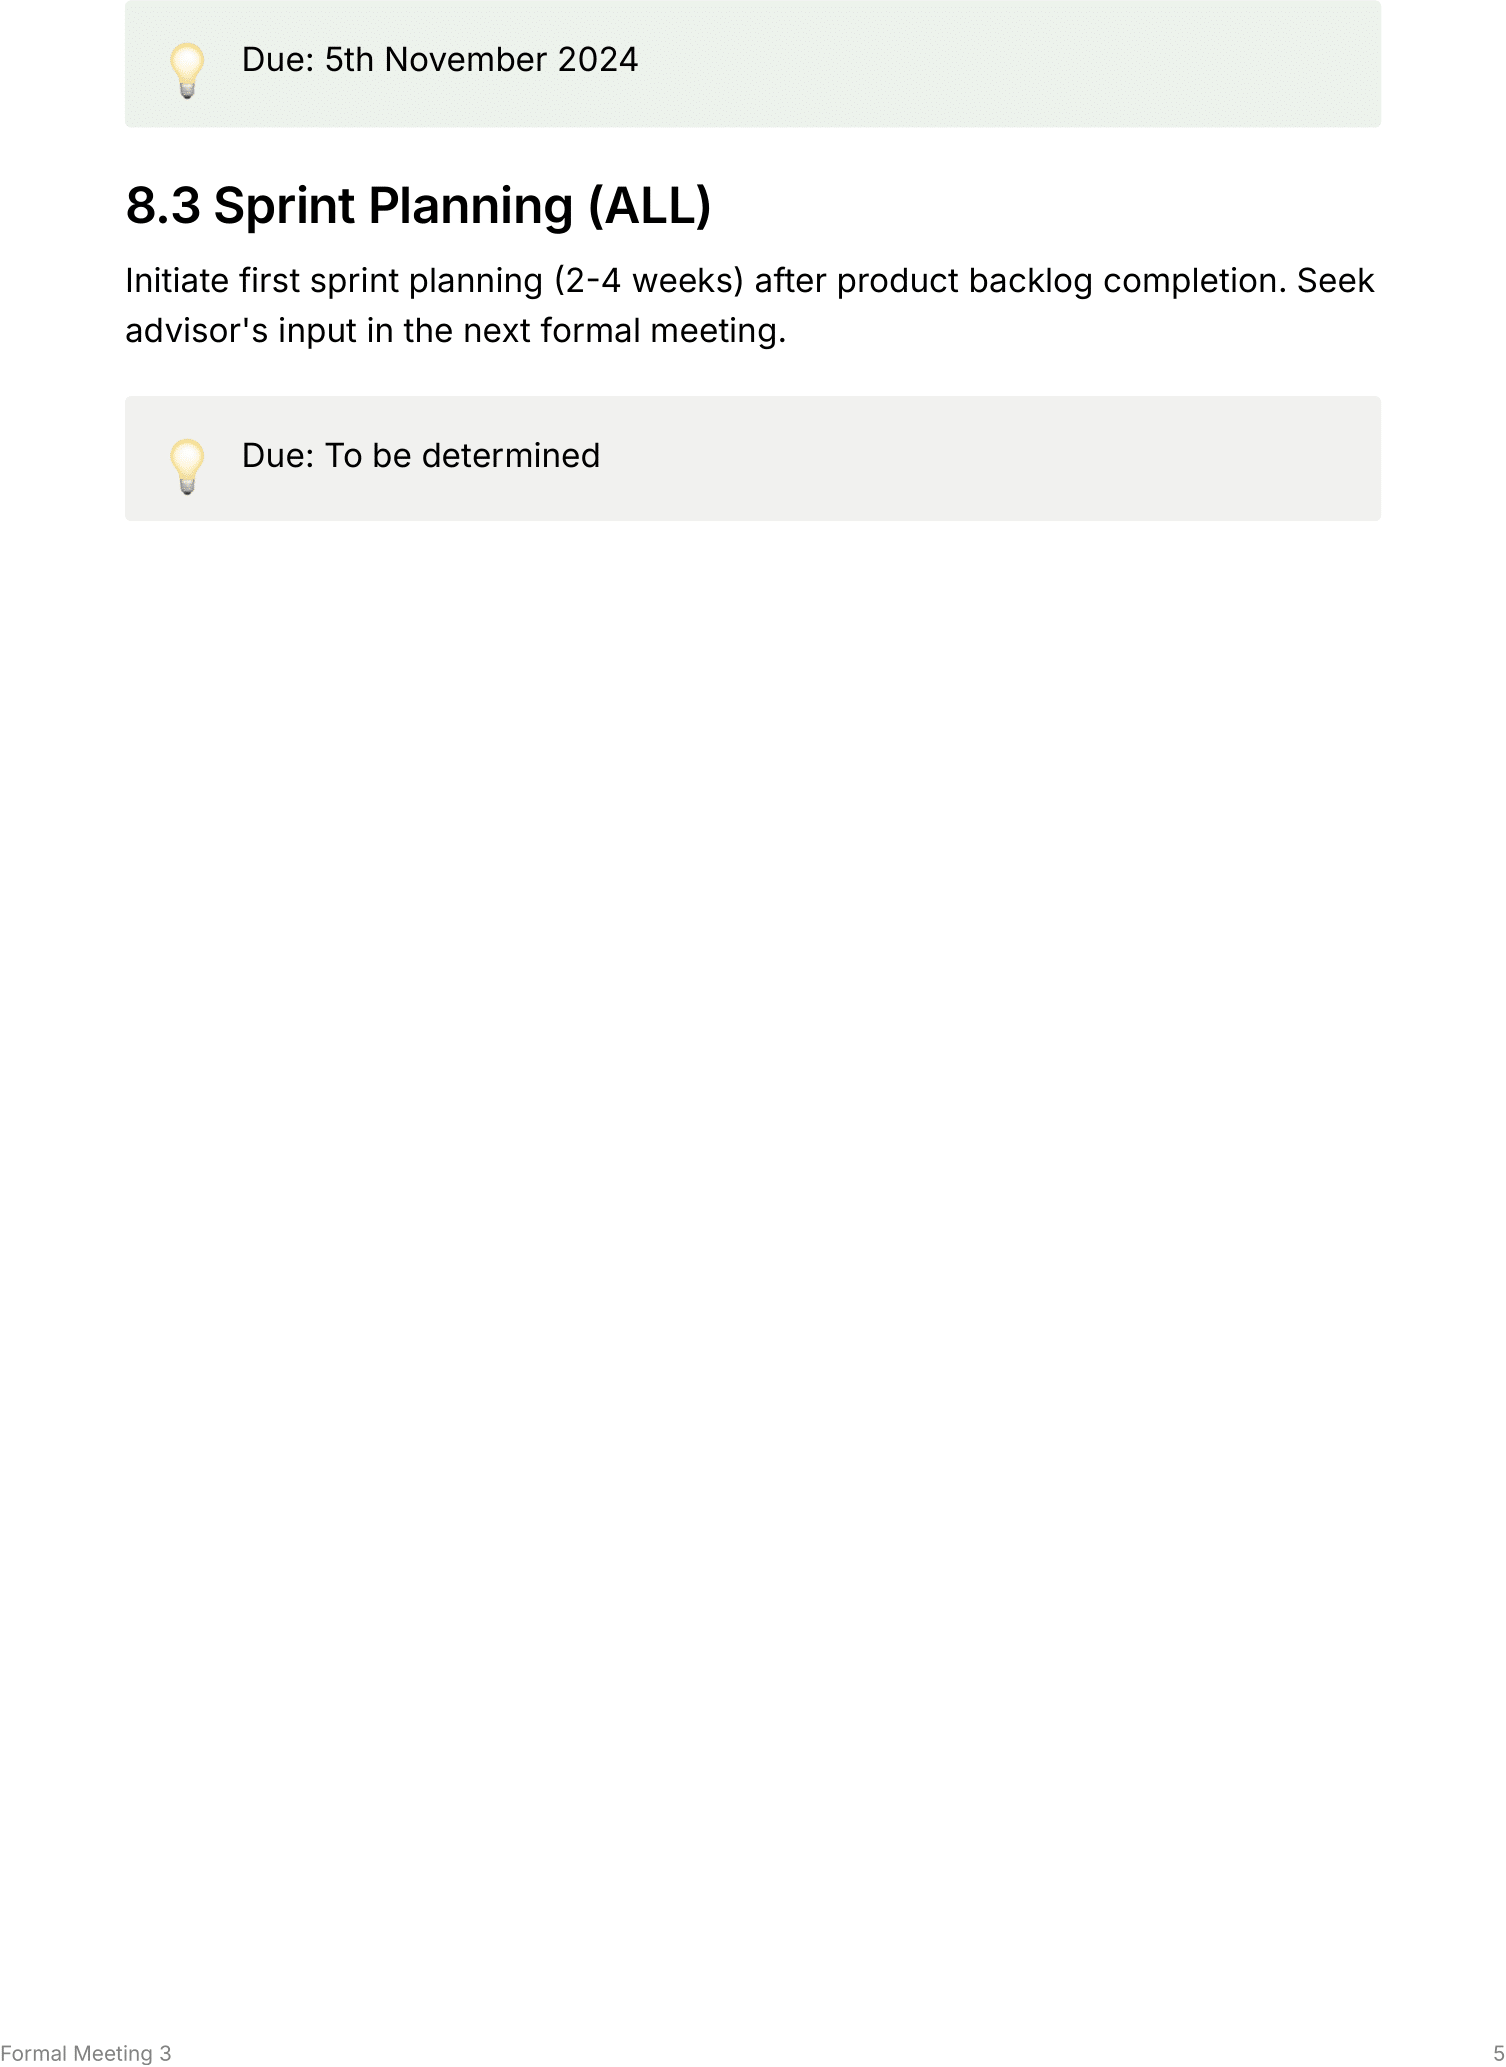 Due: 5th November 2024
8.3 Sprint Planning (ALL)
Initiate first sprint planning (2-4 weeks) after product backlog completion. Seek
advisor's input in the next formal meeting.
Due: To be determined
Formal Meeting 3
5